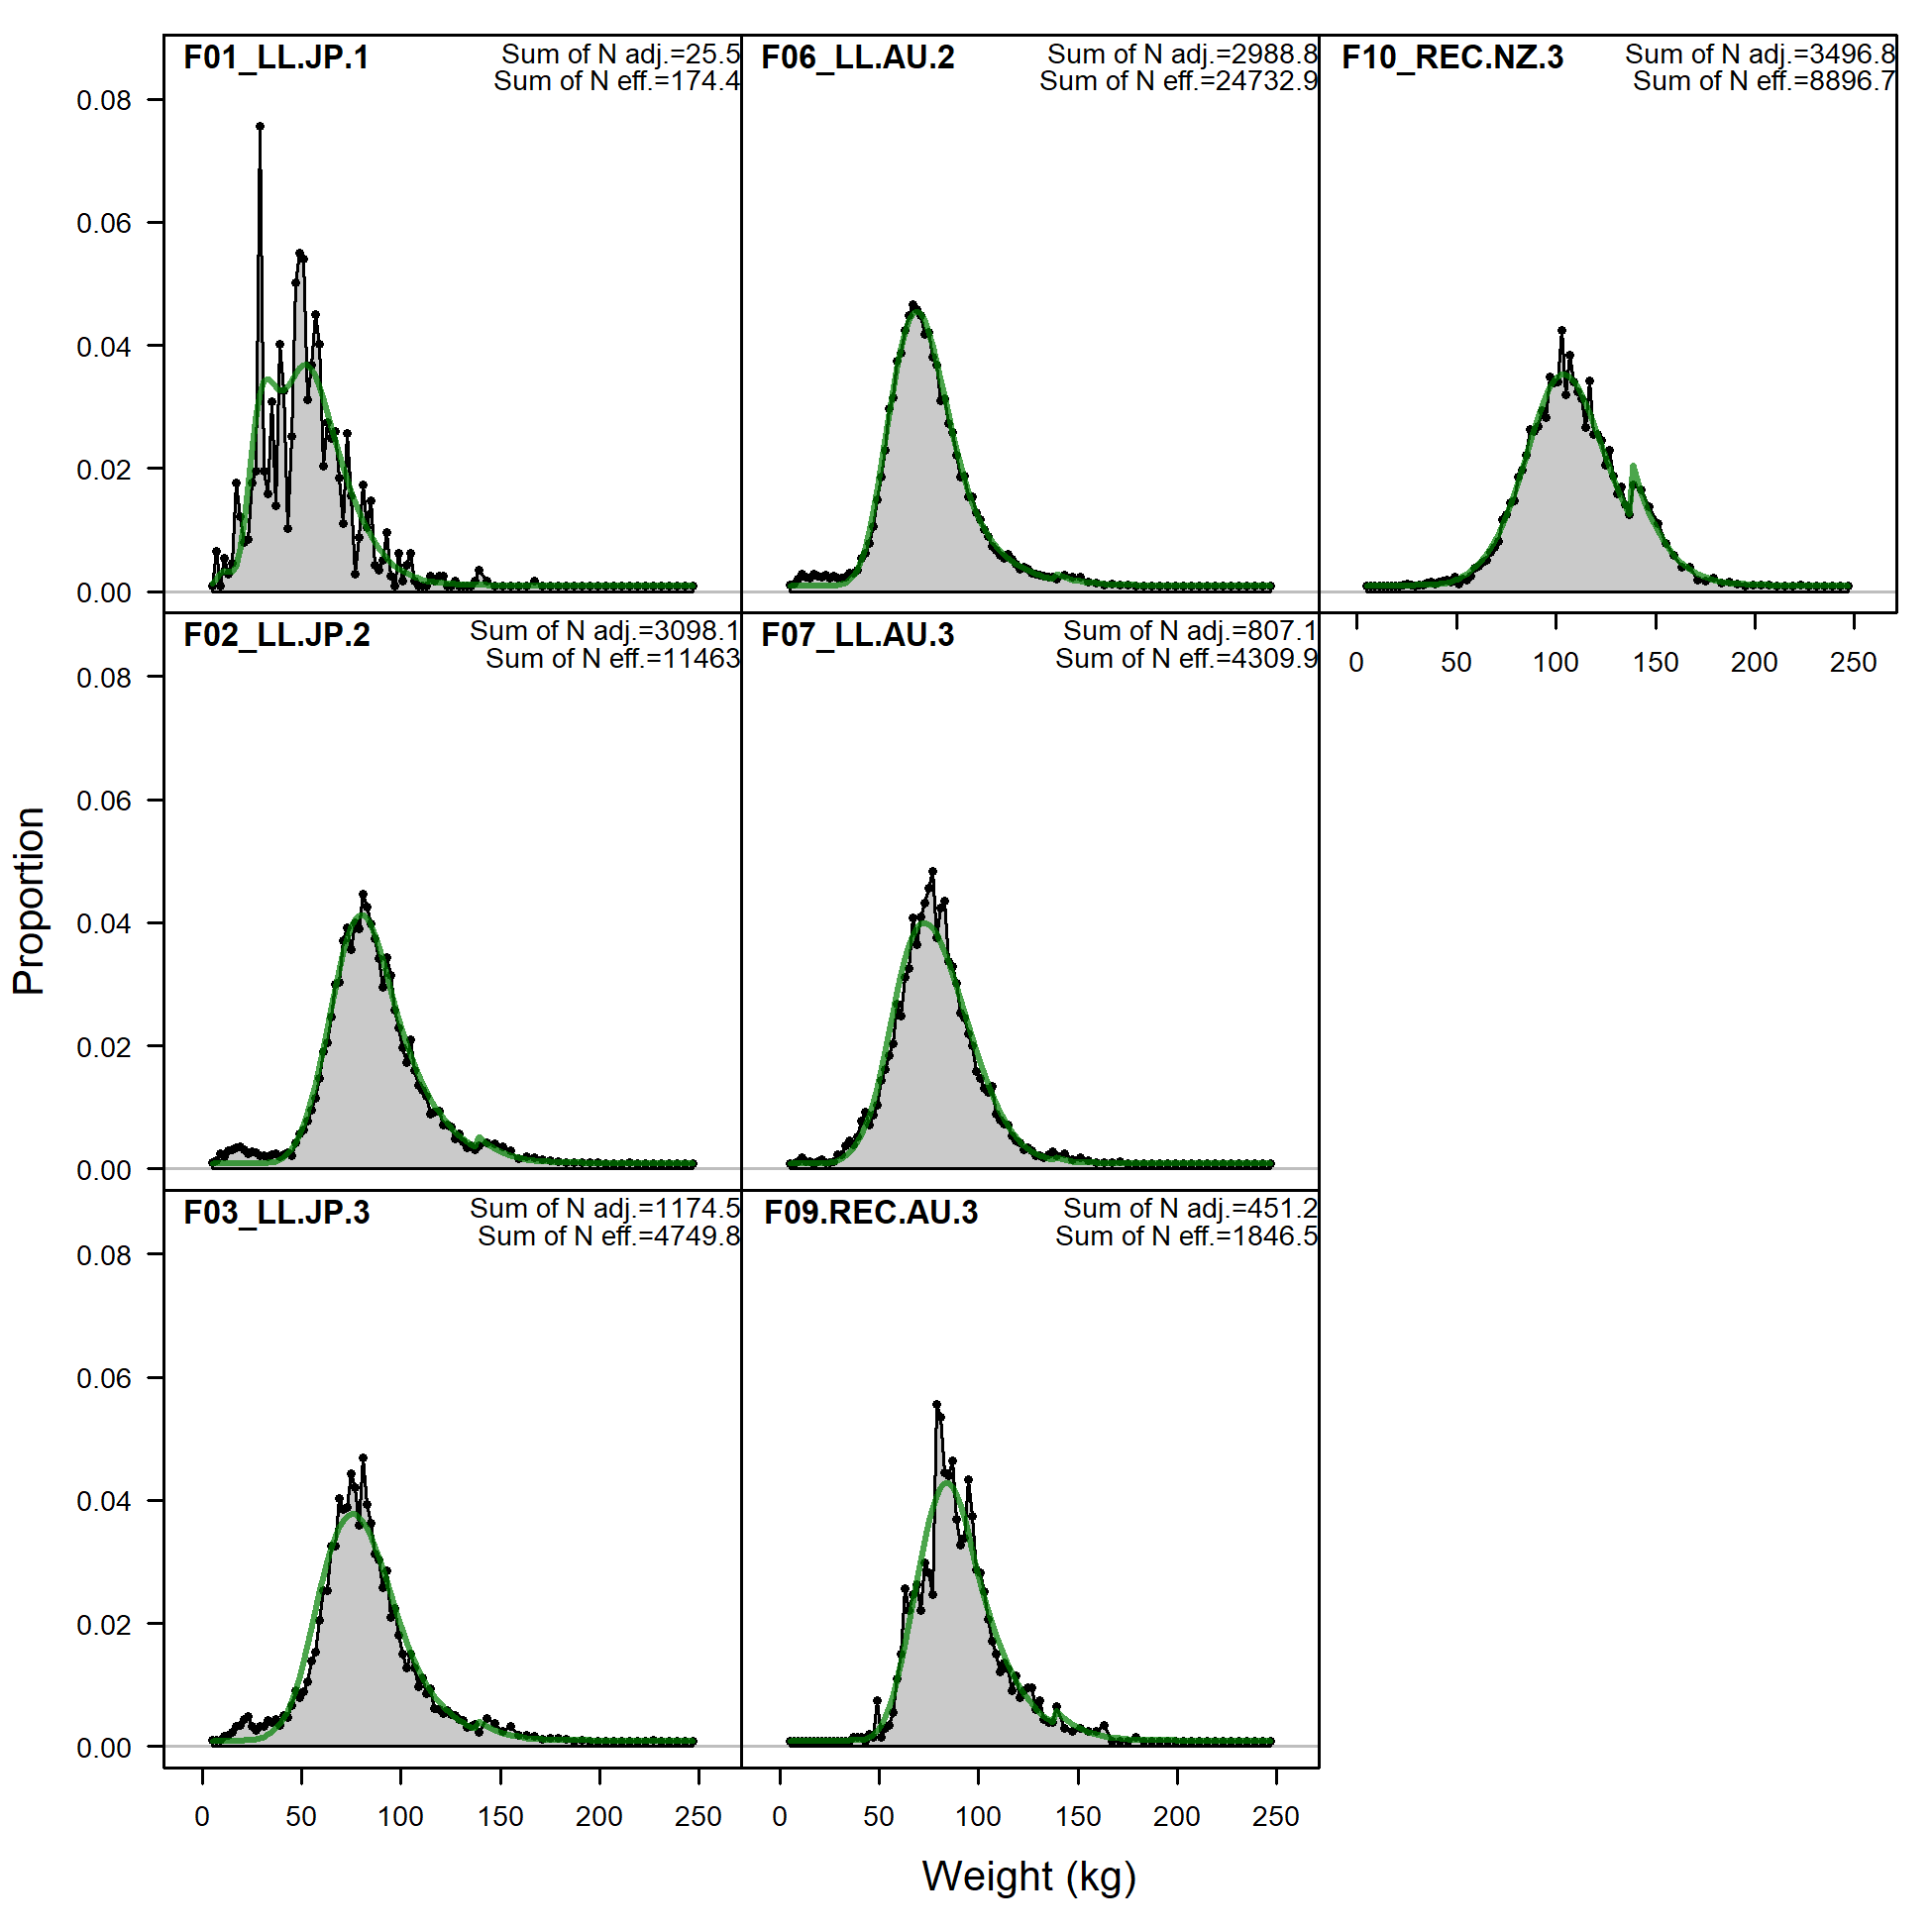 F01_LL.JP.1
Sum of N adj.=25.5
Sum of N eff.=174.4
F06_LL.AU.2
Sum of N adj.=2988.8
Sum of N eff.=24732.9
F10_REC.NZ.3
Sum of N adj.=3496.8
Sum of N eff.=8896.7
0.08
0.06
0.04
0.02
0.00
0 50 100 150 200 250
F02_LL.JP.2
Sum of N adj.=3098.1
Sum of N eff.=11463
F07_LL.AU.3
Sum of N adj.=807.1
Sum of N eff.=4309.9
0.08
0.06
0.04
0.02
0.00
Proportion
F03_LL.JP.3
Sum of N adj.=1174.5
Sum of N eff.=4749.8
F09.REC.AU.3
Sum of N adj.=451.2
Sum of N eff.=1846.5
0.08
0.06
0.04
0.02
0.00
0 50 100 150 200 250
0 50 100 150 200 250
Weight (kg)